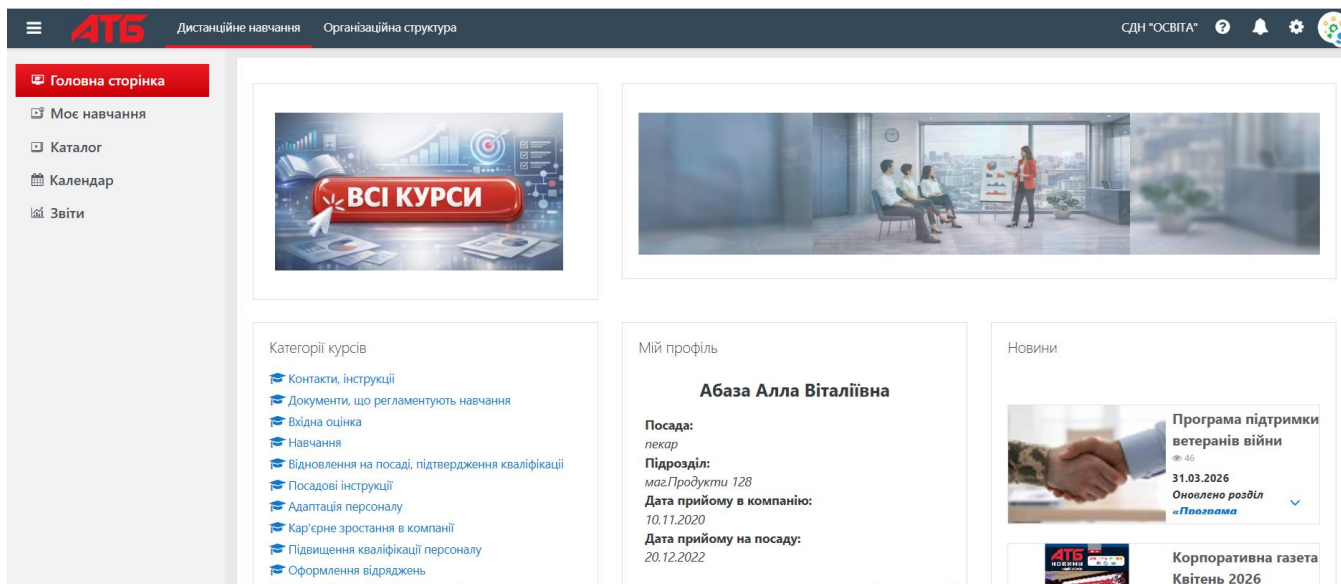 АТБ
Дистанційне навчання
Організаційна структура
СДН "ОСВІТА"
Головна сторінка
Моє навчання
Каталог
Календар
Звіти
ВСІ КУРСИ
Категорії курсів
Контакти, інструкції
Документи, що регламентують навчання
Вхідна оцінка
Навчання
Відновлення на посаді, підтвердження кваліфікації
Посадові інструкції
Адаптація персоналу
Кар'єрне зростання в компанії
Підвищення кваліфікації персоналу
Оформлення відряджень
Мій профіль
Абаза Алла Віталіївна
Посада:
пекар
Підрозділ:
маг.Продукти 128
Дата прийому в компанію:
10.11.2020
Дата прийому на посаду:
20.12.2022
Новини
Програма підтримки
ветеранів війни
46
31.03.2026
Оновлено розділ
«Програма
АТБ
НОВИНИ
Корпоративна газета
Квітень 2026